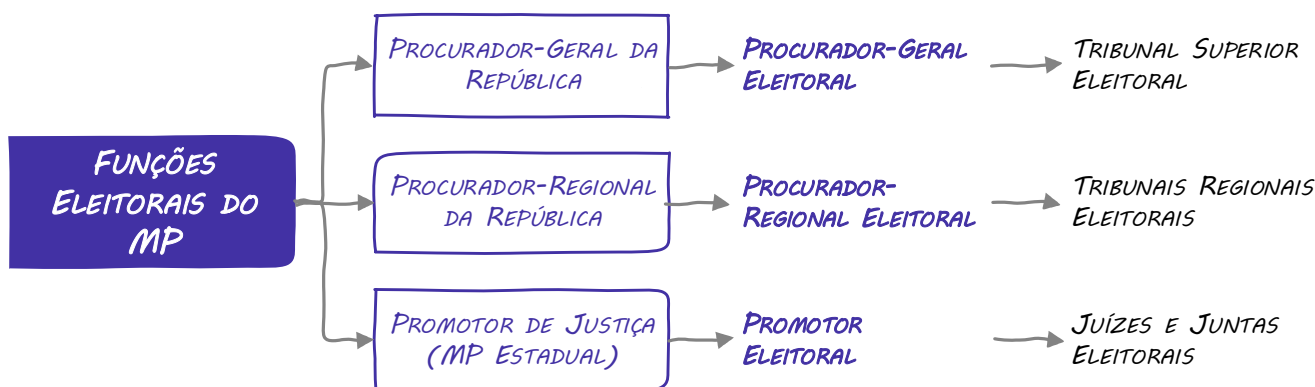 Funções
Eleitorais do
MP
Procurador-Geral da
República
Procurador-Geral
Eleitoral
Tribunal Superior
Eleitoral
Procurador-Regional
da República
Procurador-
Regional Eleitoral
Tribunais Regionais
Eleitorais
Promotor de Justiça
(MP Estadual)
Promotor
Eleitoral
Juízes e Juntas
Eleitorais